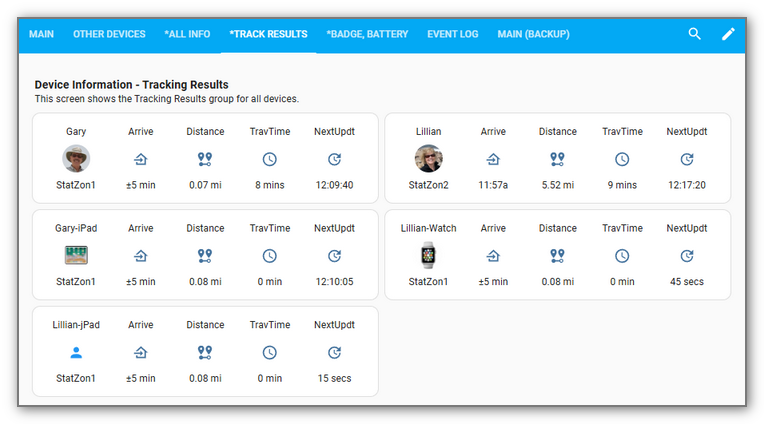 MAIN OTHER DEVICES *ALL INFO *TRACK RESULTS *BADGE, BATTERY EVENT LOG MAIN (BACKUP)
Device Information - Tracking Results
This screen shows the Tracking Results group for all devices.
Gary Arrive Distance TravTime NextUpdt
StatZon1 ±5 min 0.07 mi 8 mins 12:09:40
Lillian Arrive Distance TravTime NextUpdt
StatZon2 11:57a 5.52 mi 9 mins 12:17:20
Gary-iPad Arrive Distance TravTime NextUpdt
StatZon1 ±5 min 0.08 mi 0 min 12:10:05
Lillian-Watch Arrive Distance TravTime NextUpdt
StatZon1 ±5 min 0.08 mi 0 min 45 secs
Lillian-jPad Arrive Distance TravTime NextUpdt
StatZon1 ±5 min 0.08 mi 0 min 15 secs